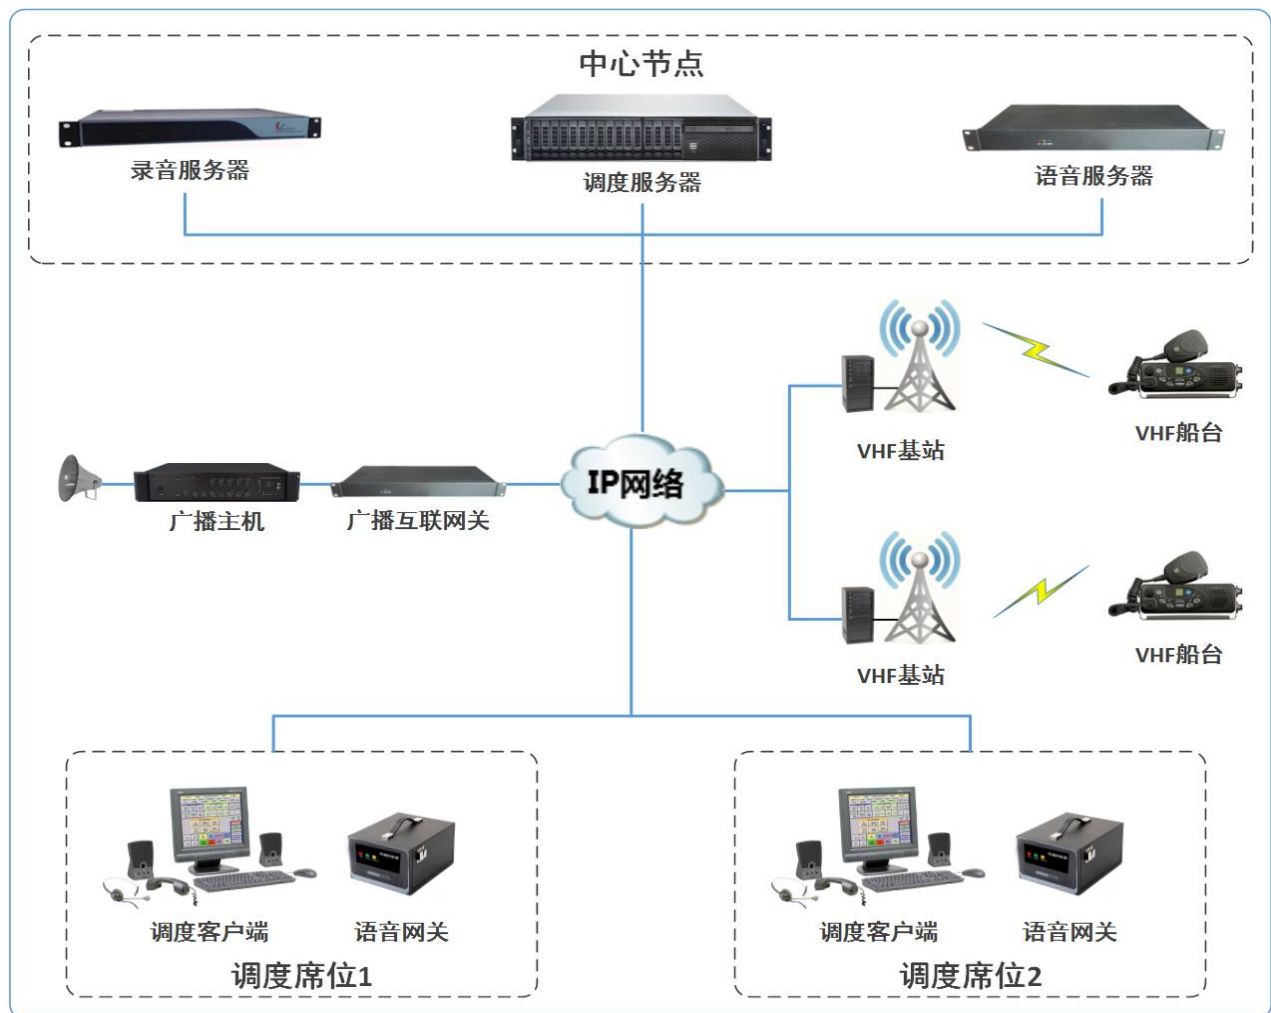 中心节点
录音服务器
调度服务器
语音服务器
VHF基站
VHF船台
IP网络
广播主机
广播互联网关
VHF基站
VHF船台
调度客户端
语音网关
调度席位1
调度客户端
语音网关
调度席位2